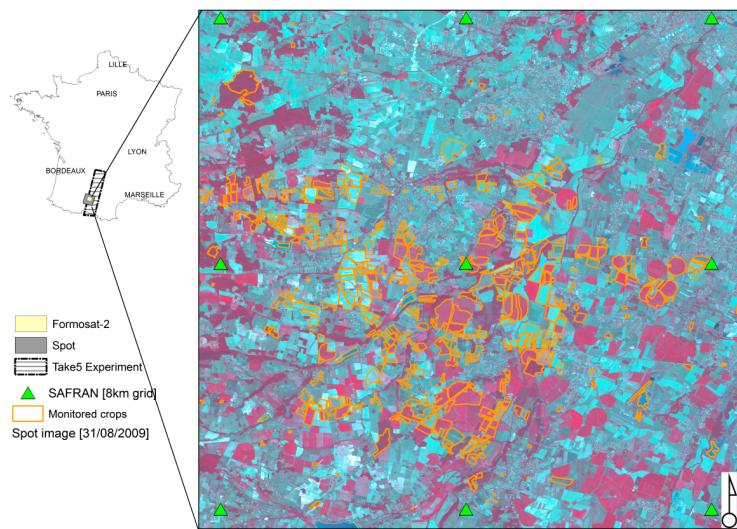 LILLE
PARIS
LYON
BORDEAUX
MARSEILLE
Formosat-2
Spot
Take5 Experiment
SAFRAN [8km grid]
Monitored crops
Spot image [31/08/2009]